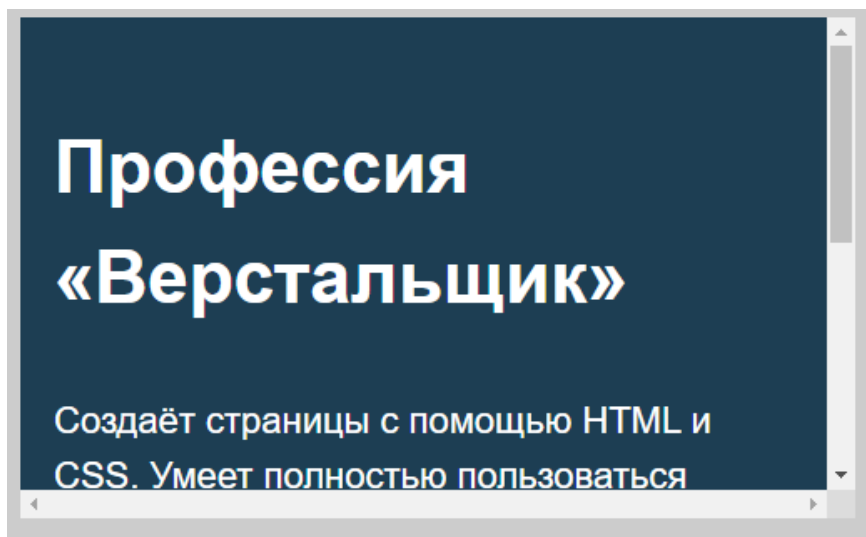 Профессия
«Верстальщик»
Создаёт страницы с помощью HTML и
CSS. Умеет полностью пользоваться